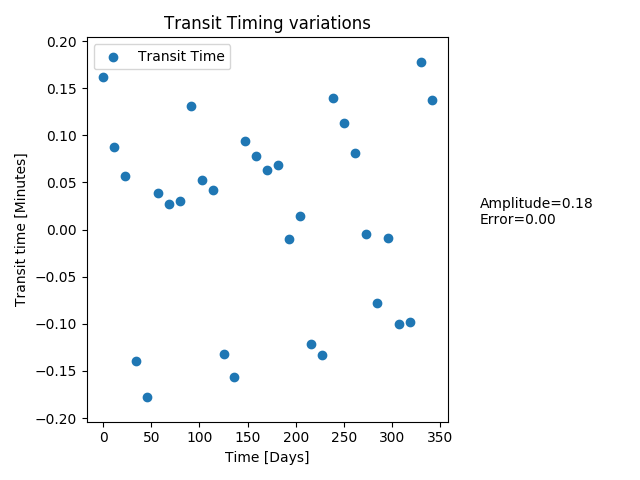 Transit Timing variations
Transit Time
0.20
0.15
0.10
0.05
0.00
−0.05
−0.10
−0.15
−0.20
Transit time [Minutes]
0 50 100 150 200 250 300 350
Time [Days]
Amplitude=0.18
Error=0.00